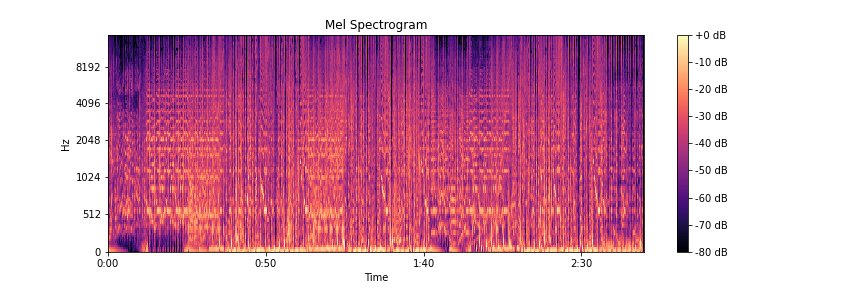 Mel Spectrogram
Hz
8192
4096
2048
1024
512
0
0:00
0:50
1:40
2:30
Time
+0 dB
-10 dB
-20 dB
-30 dB
-40 dB
-50 dB
-60 dB
-70 dB
-80 dB